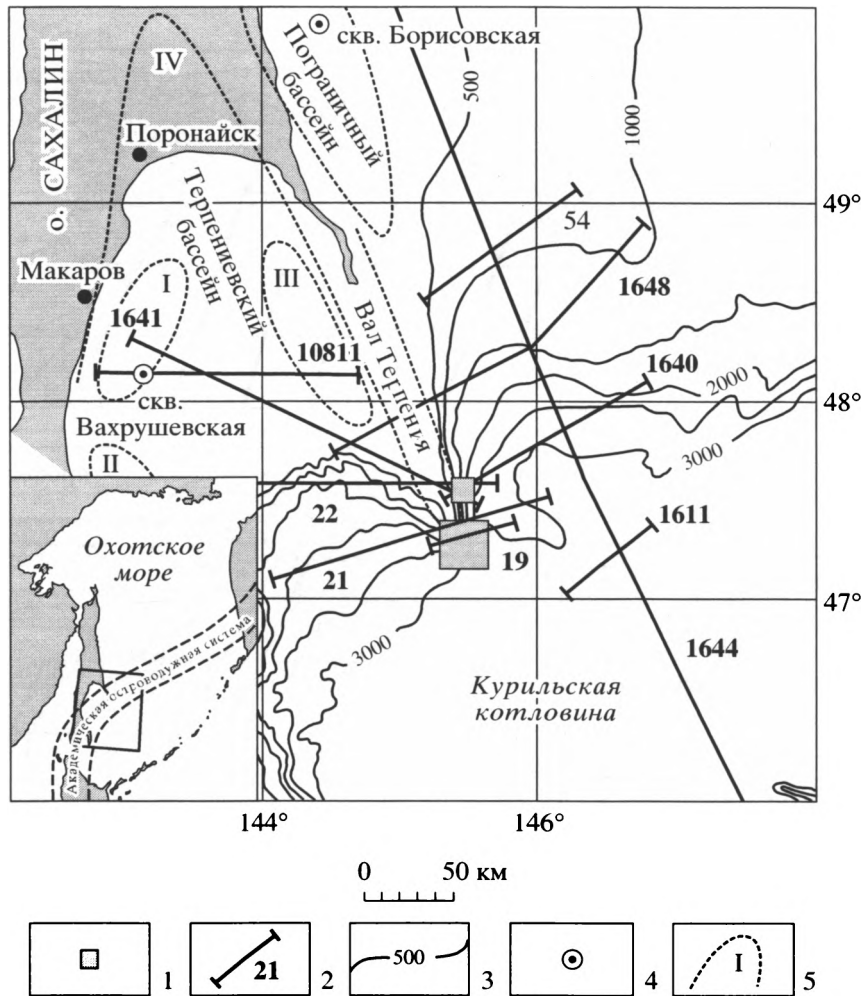 скв. Борисовская
IV
о. САХАЛИН
Пограничный
бассейн
500
1000
Поронайск
Терпениевский
бассейн
54
49°
Макаров
I
III
1641
1648
10811
Вал Терпения
1640
скв.
Вахрушевская
2000
48°
3000
II
22
Охотское
море
21
19
1611
47°
3000
1644
Академическая островодужная система
Курильская
котловина
144°
146°
0 50 км
1
21 2
500 3
4
I 5